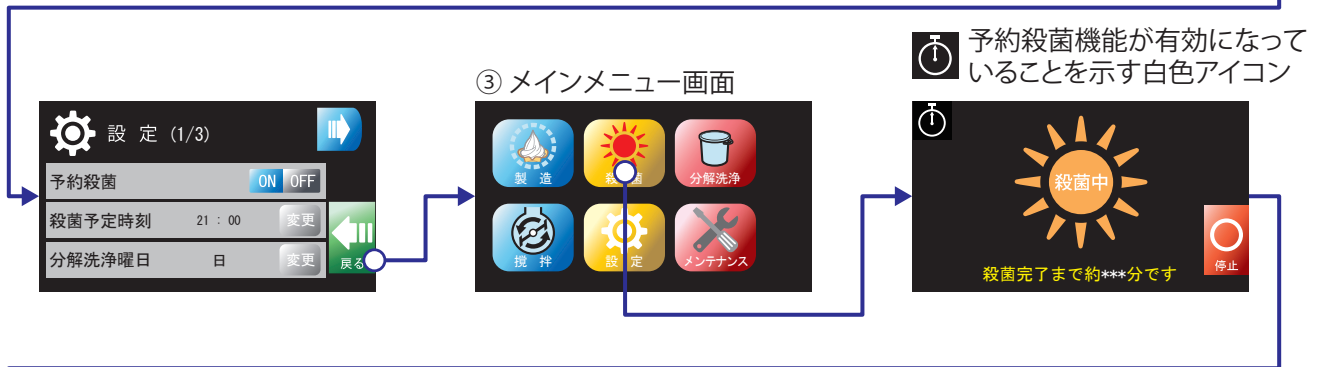 予約殺菌機能が有効になって
いることを示す白色アイコン
③ メインメニュー画面
設 定 (1/3)
予約殺菌 ON OFF
殺菌予定時刻 21 : 00 変更
分解洗浄曜日 日 変更
戻る
製 造
殺 菌
分解洗浄
撹 拌
設 定
メンテナンス
殺菌中
停止
殺菌完了まで約***分です